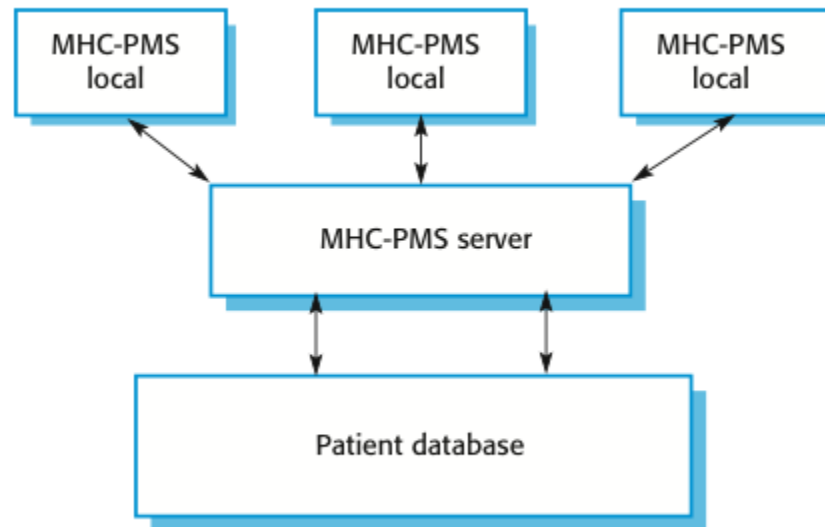 MHC-PMS
local
MHC-PMS
local
MHC-PMS
local
MHC-PMS server
Patient database